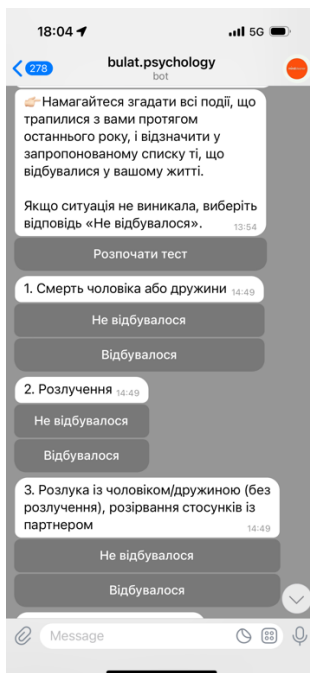 18:04
5G
278
bulat.psychology
bot
👉🏻Намагайтеся згадати всі події, що
трапилися з вами протягом
останнього року, і відзначити у
запропонованому списку ті, що
відбувалися у вашому житті.
Якщо ситуація не виникала, виберіть
відповідь «Не відбувалося».
13:54
Розпочати тест
1. Смерть чоловіка або дружини 14:49
Не відбувалося
Відбувалося
2. Розлучення 14:49
Не відбувалося
Відбувалося
3. Розлука із чоловіком/дружиною (без
розлучення), розірвання стосунків із
партнером
14:49
Не відбувалося
Відбувалося
Message